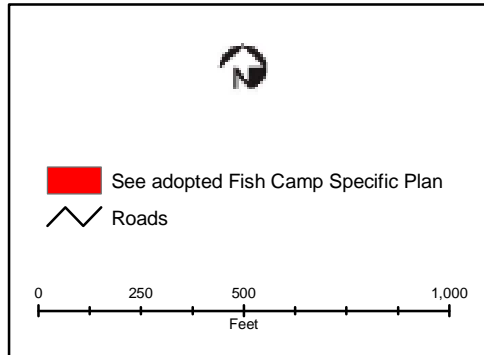 N
See adopted Fish Camp Specific Plan
Roads
0 250 500 1,000
Feet